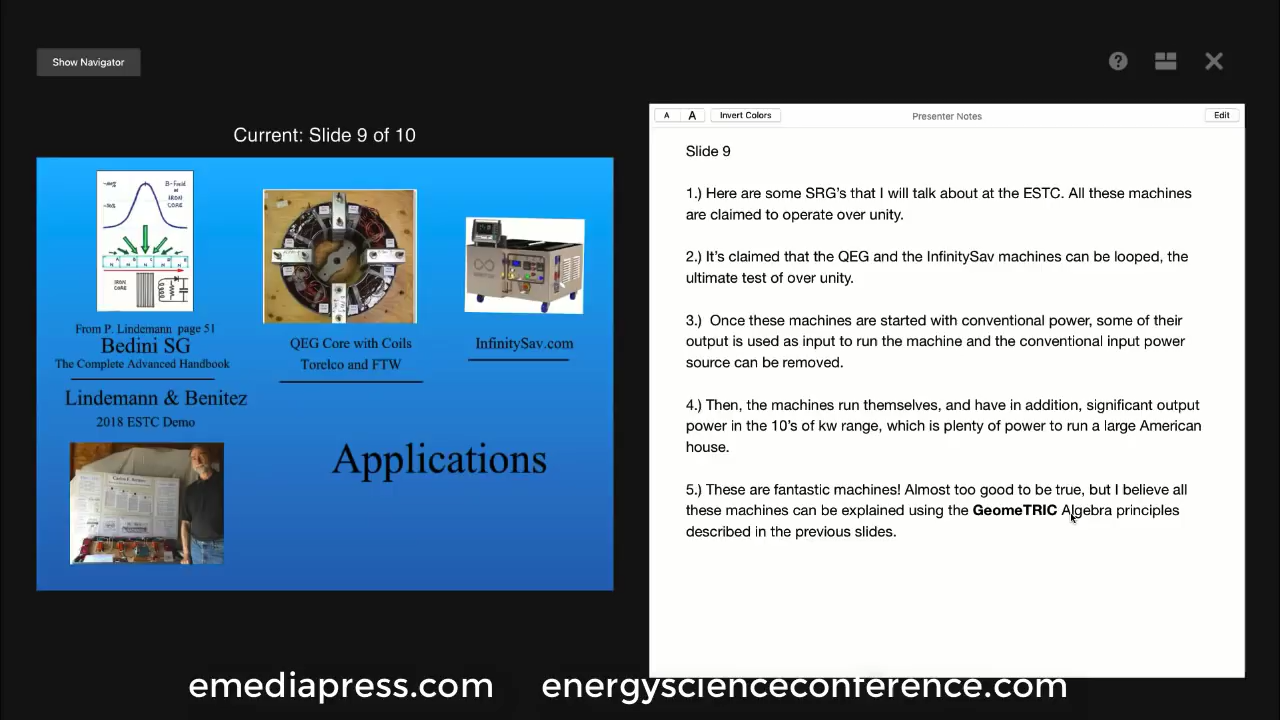 Show Navigator
Current: Slide 9 of 10
B-Field
IRON
CORE
IRON
CORE
From P. Lindemann page 51
Bedini SG
The Complete Advanced Handbook
Lindemann & Benitez
2018 ESTC Demo
QEG Core with Coils
Torelco and FTW
InfinitySav.com
Applications
A A Invert Colors Presenter Notes Edit
Slide 9
1.) Here are some SRG's that I will talk about at the ESTC. All these machines
are claimed to operate over unity.
2.) It's claimed that the QEG and the InfinitySav machines can be looped, the
ultimate test of over unity.
3.) Once these machines are started with conventional power, some of their
output is used as input to run the machine and the conventional input power
source can be removed.
4.) Then, the machines run themselves, and have in addition, significant output
power in the 10's of kw range, which is plenty of power to run a large American
house.
5.) These are fantastic machines! Almost too good to be true, but I believe all
these machines can be explained using the GeomeTRIC Algebra principles
described in the previous slides.
emediapress.com energyscienceconference.com